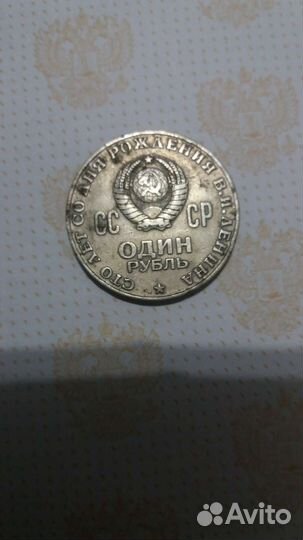 СТО ЛЕТ СО ДНЯ РОЖДЕНИЯ В.И.ЛЕНИНА
СС СР
ОДИН
РУБЛЬ
Avito